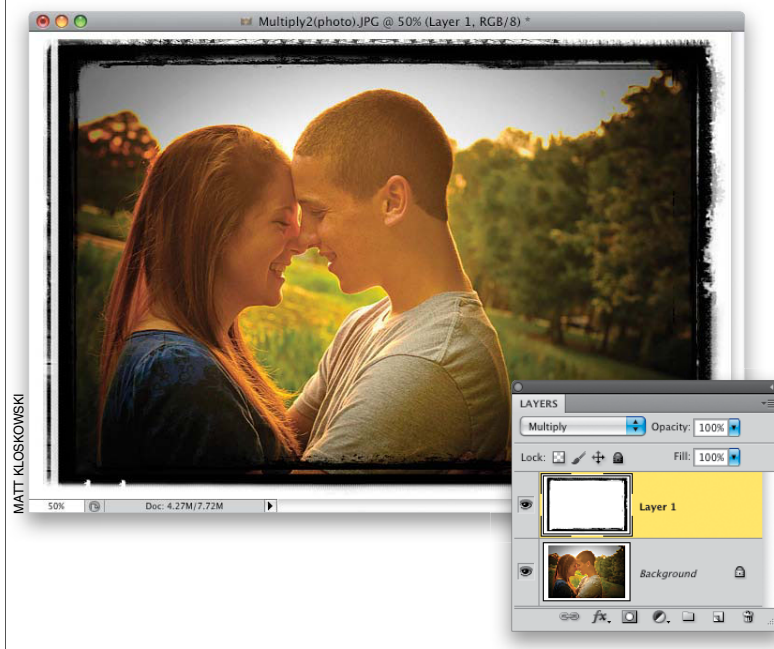 Multiply2(photo).JPG @ 50% (Layer 1, RGB/8) *
MATT KLOSKOWSKI
50%
Doc: 4.27M/7.72M
LAYERS
Multiply
Opacity: 100%
Lock:
Fill: 100%
Layer 1
Background
fx